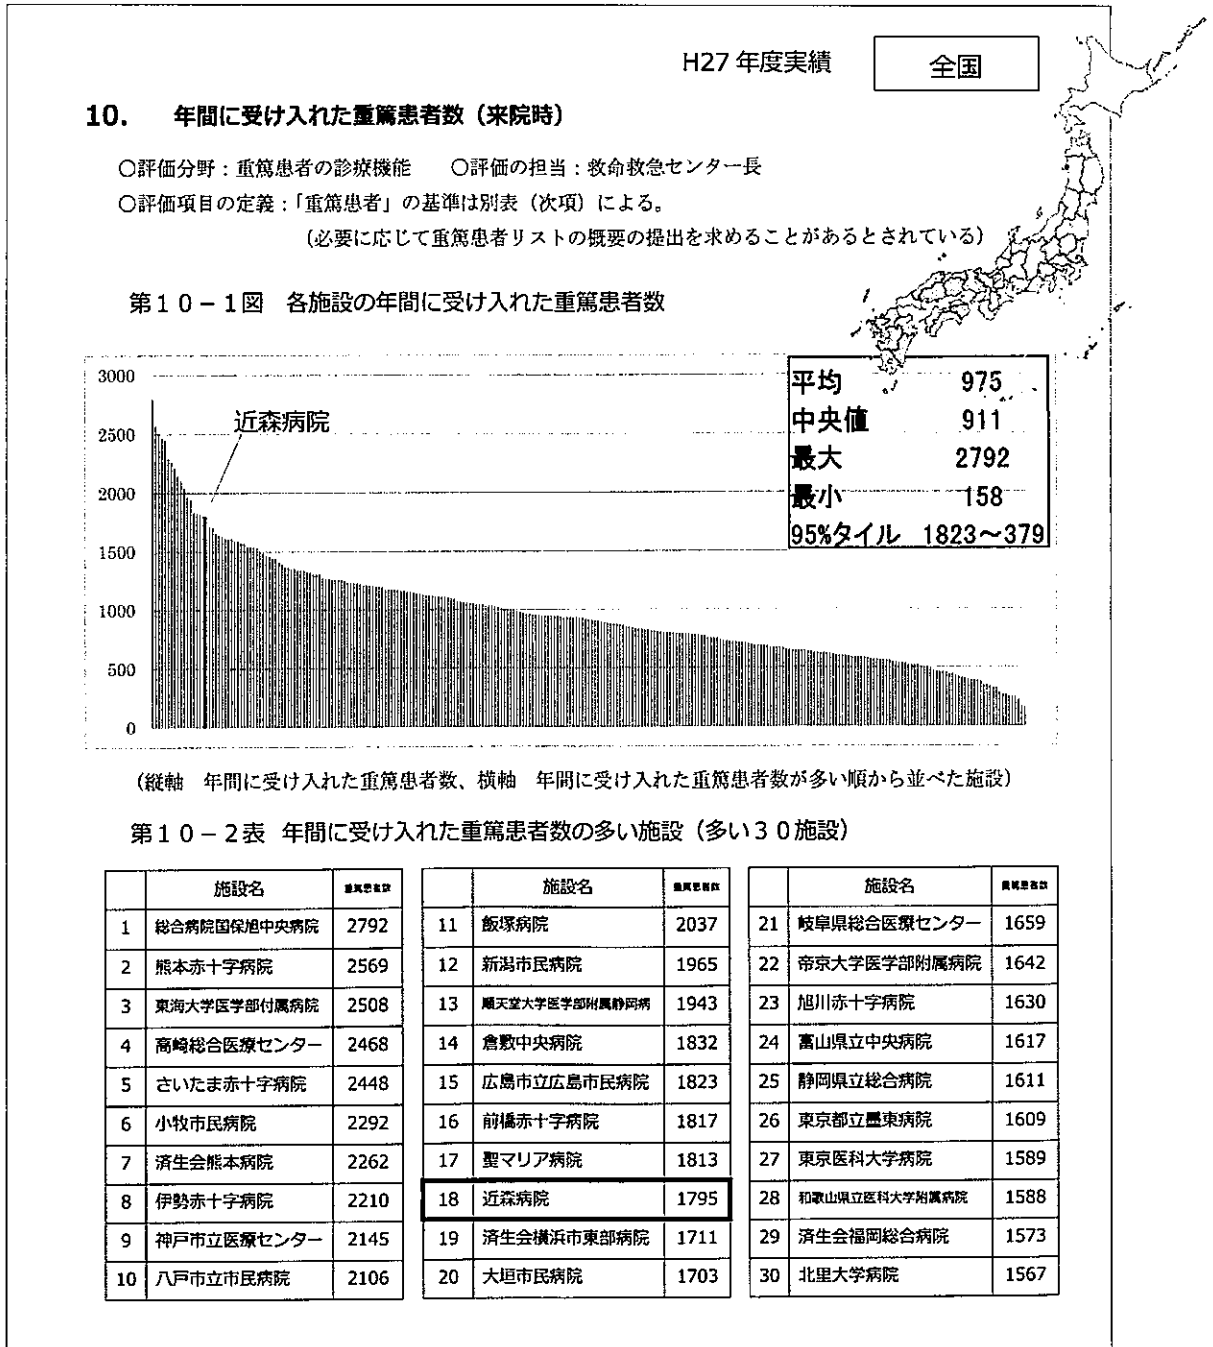 H27 年度実績 全国
10. 年間に受け入れた重篤患者数（来院時）
○評価分野：重篤患者の診療機能 ○評価の担当：救命救急センター長
○評価項目の定義：「重篤患者」の基準は別表（次項）による。
（必要に応じて重篤患者リストの概要の提出を求めることがあるとされている）
第１０－１図 各施設の年間に受け入れた重篤患者数
3000
2500
2000
1500
1000
500
0
近森病院
平均 975
中央値 911
最大 2792
最小 158
95%タイル 1823～379
（縦軸 年間に受け入れた重篤患者数、横軸 年間に受け入れた重篤患者数が多い順から並べた施設）
第１０－２表 年間に受け入れた重篤患者数の多い施設（多い３０施設）
施設名 重篤患者数
1 総合病院国保旭中央病院 2792
2 熊本赤十字病院 2569
3 東海大学医学部付属病院 2508
4 高崎総合医療センター 2468
5 さいたま赤十字病院 2448
6 小牧市民病院 2292
7 済生会熊本病院 2262
8 伊勢赤十字病院 2210
9 神戸市立医療センター 2145
10 八戸市立市民病院 2106
施設名 重篤患者数
11 飯塚病院 2037
12 新潟市民病院 1965
13 順天堂大学医学部附属静岡病 1943
14 倉敷中央病院 1832
15 広島市立広島市民病院 1823
16 前橋赤十字病院 1817
17 聖マリア病院 1813
18 近森病院 1795
19 済生会横浜市東部病院 1711
20 大垣市民病院 1703
施設名 重篤患者数
21 岐阜県総合医療センター 1659
22 帝京大学医学部附属病院 1642
23 旭川赤十字病院 1630
24 富山県立中央病院 1617
25 静岡県立総合病院 1611
26 東京都立墨東病院 1609
27 東京医科大学病院 1589
28 和歌山県立医科大学附属病院 1588
29 済生会福岡総合病院 1573
30 北里大学病院 1567